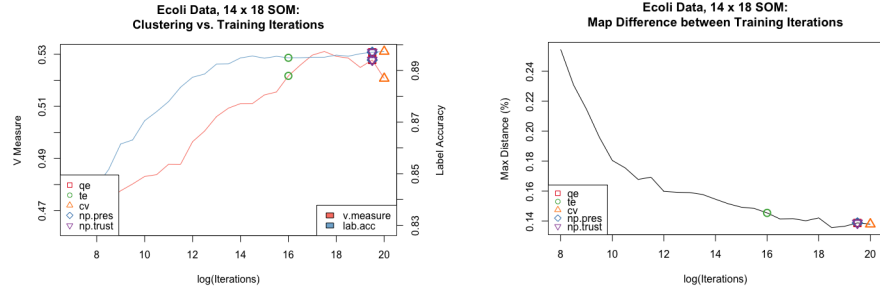 Ecoli Data, 14 x 18 SOM:
Clustering vs. Training Iterations
V Measure
0.53
0.51
0.49
0.47
Label Accuracy
0.89
0.87
0.85
0.83
qe
te
cv
np.pres
np.trust
v.measure
lab.acc
8 10 12 14 16 18 20
log(Iterations)
Ecoli Data, 14 x 18 SOM:
Map Difference between Training Iterations
Max Distance (%)
0.24
0.22
0.20
0.18
0.16
0.14
qe
te
cv
np.pres
np.trust
8 10 12 14 16 18 20
log(Iterations)